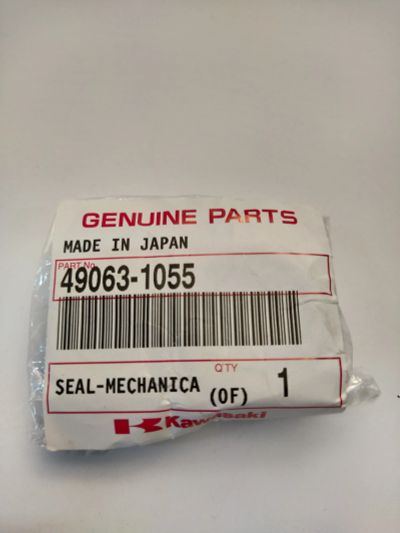 GENUINE PARTS
MADE IN JAPAN
PART No.
49063-1055
QTY
SEAL-MECHANICA (OF) 1
Kawasaki